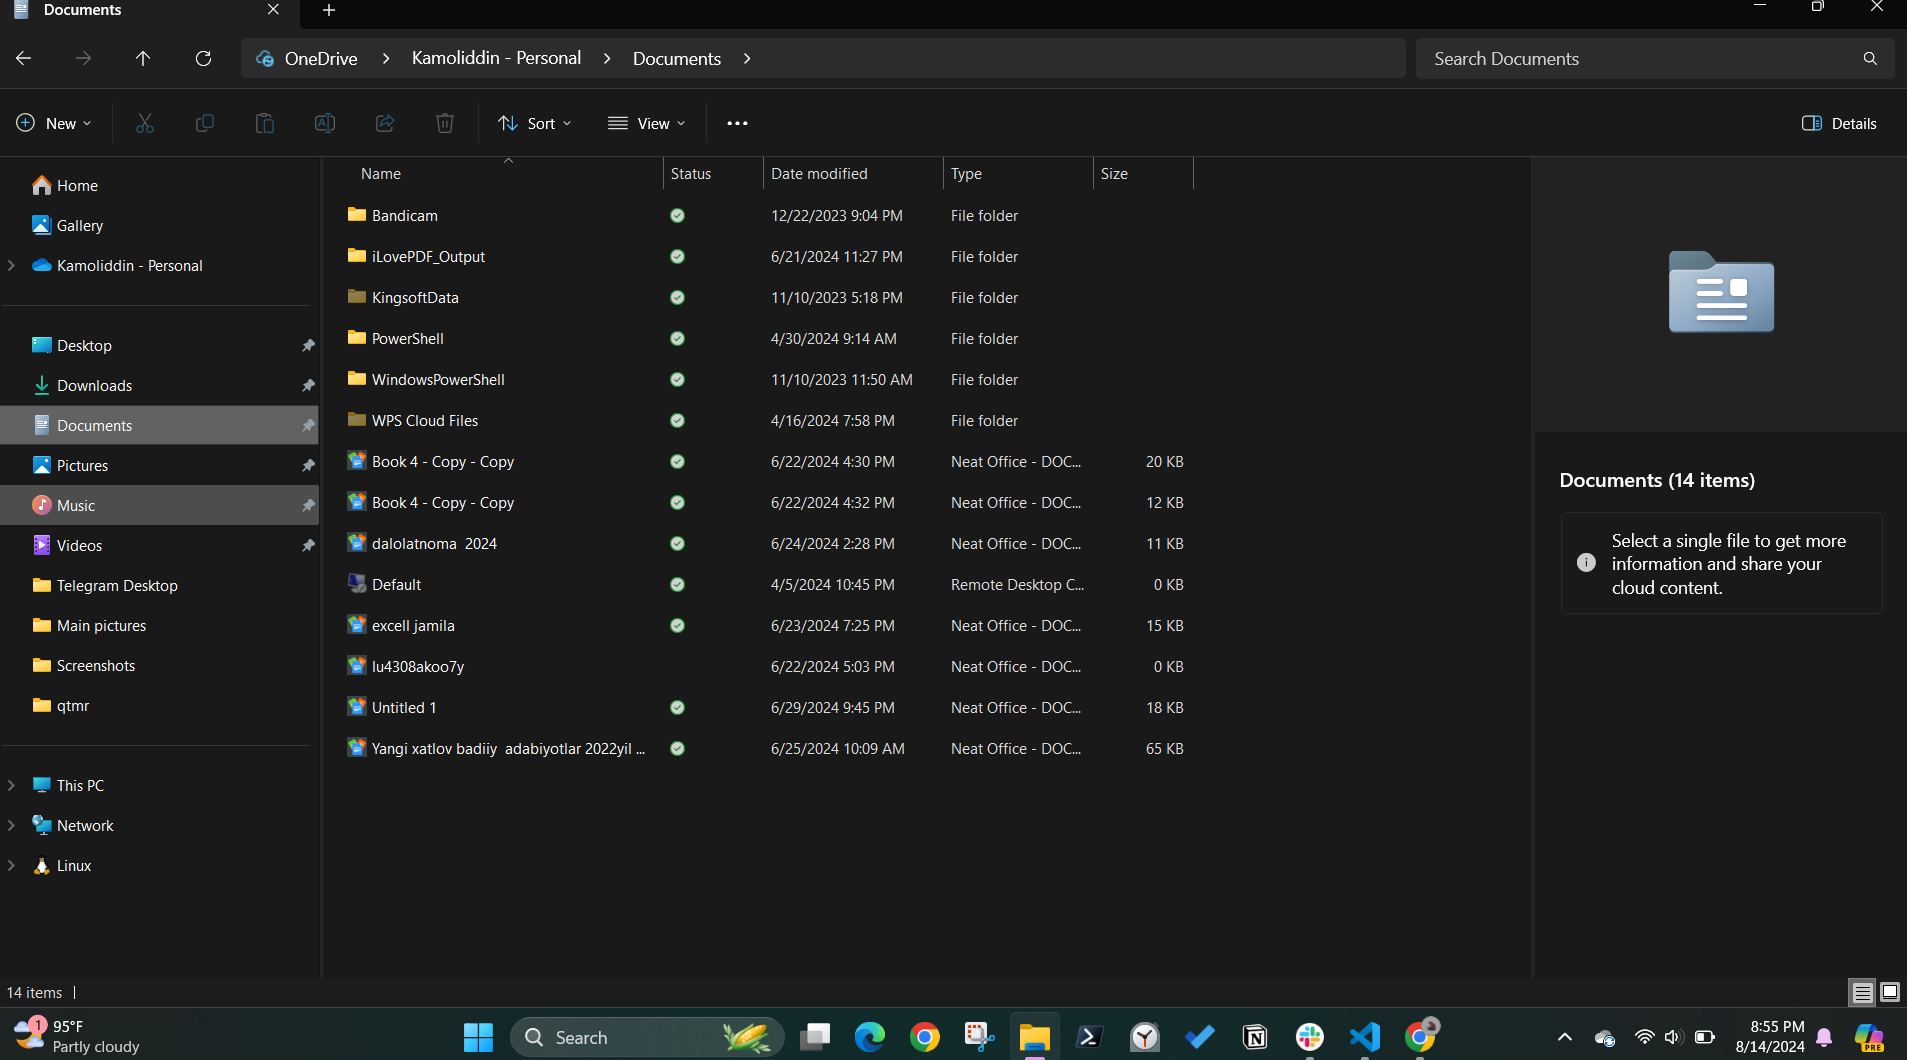 Documents
OneDrive > Kamoliddin - Personal > Documents >
Search Documents
New
Sort
View
Details
Home
Gallery
Kamoliddin - Personal
Desktop
Downloads
Documents
Pictures
Music
Videos
Telegram Desktop
Main pictures
Screenshots
qtmr
This PC
Network
Linux
Name Status Date modified Type Size
Bandicam 12/22/2023 9:04 PM File folder
iLovePDF_Output 6/21/2024 11:27 PM File folder
KingsoftData 11/10/2023 5:18 PM File folder
PowerShell 4/30/2024 9:14 AM File folder
WindowsPowerShell 11/10/2023 11:50 AM File folder
WPS Cloud Files 4/16/2024 7:58 PM File folder
Book 4 - Copy - Copy 6/22/2024 4:30 PM Neat Office - DOC... 20 KB
Book 4 - Copy - Copy 6/22/2024 4:32 PM Neat Office - DOC... 12 KB
dalolatnoma  2024 6/24/2024 2:28 PM Neat Office - DOC... 11 KB
Default 4/5/2024 10:45 PM Remote Desktop C... 0 KB
excell jamila 6/23/2024 7:25 PM Neat Office - DOC... 15 KB
lu4308akoo7y 6/22/2024 5:03 PM Neat Office - DOC... 0 KB
Untitled 1 6/29/2024 9:45 PM Neat Office - DOC... 18 KB
Yangi xatlov badiiy  adabiyotlar 2022yil ... 6/25/2024 10:09 AM Neat Office - DOC... 65 KB
Documents (14 items)
Select a single file to get more
information and share your
cloud content.
14 items
1
95°F
Partly cloudy
Search
8:55 PM
8/14/2024
PRE